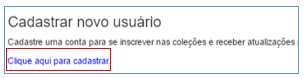 Cadastrar novo usuário
Cadastre uma conta para se inscrever nas coleções e receber atualizações
Clique aqui para cadastrar.